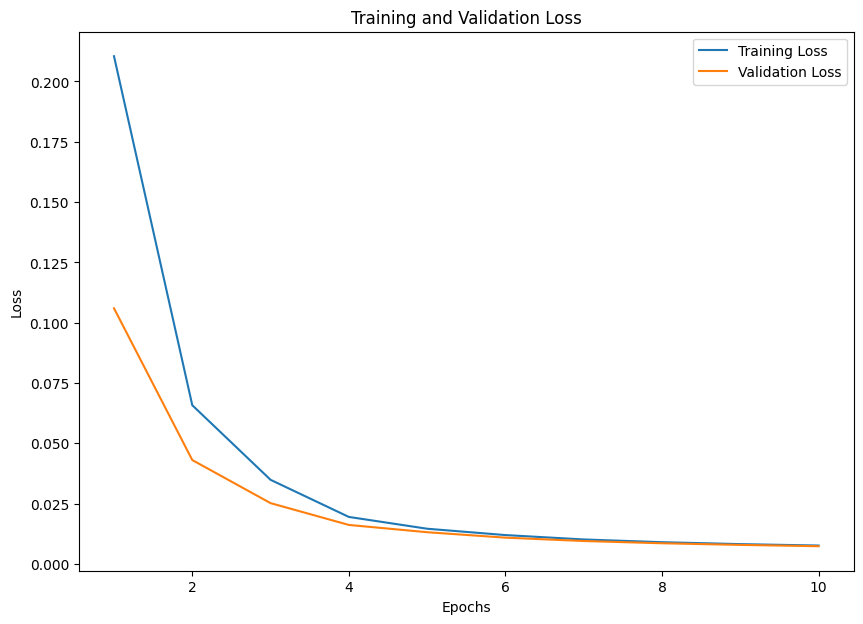 Training and Validation Loss
Training Loss
Validation Loss
0.200
0.175
0.150
0.125
0.100
0.075
0.050
0.025
0.000
Loss
2 4 6 8 10
Epochs